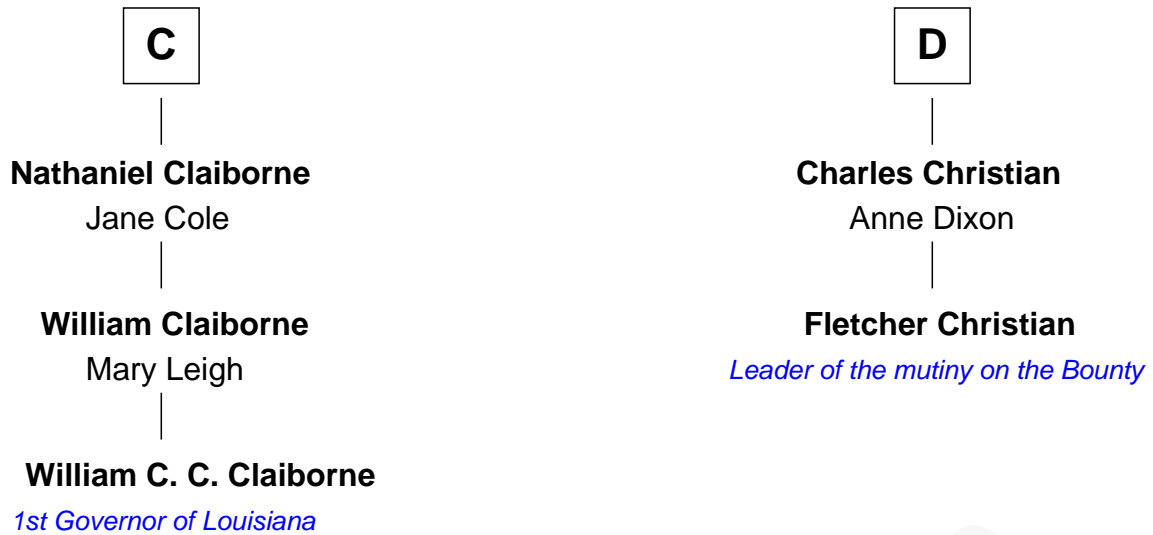 C
Nathaniel Claiborne
Jane Cole
William Claiborne
Mary Leigh
William C. C. Claiborne
1st Governor of Louisiana
D
Charles Christian
Anne Dixon
Fletcher Christian
Leader of the mutiny on the Bounty